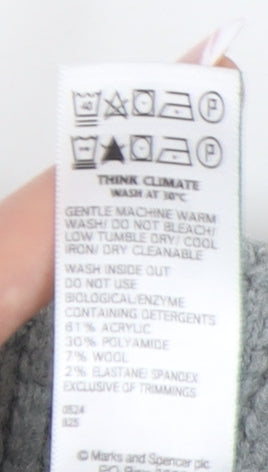 40
P
P
THINK CLIMATE
WASH AT 30°C
GENTLE MACHINE WARM
WASH/ DO NOT BLEACH/
LOW TUMBLE DRY/ COOL
IRON/ DRY CLEANABLE
WASH INSIDE OUT
DO NOT USE
BIOLOGICAL/ENZYME
CONTAINING DETERGENTS
61% ACRYLIC
30% POLYAMIDE
7% WOOL
2% ELASTANE/ SPANDEX
EXCLUSIVE OF TRIMMINGS
0524
825
© Marks and Spencer plc